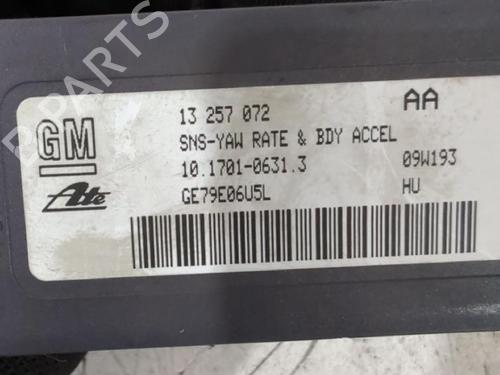 B-PARTS
13 257 072 AA
GM
SNS-YAW RATE & BDY ACCEL
10.1701-0631.3 09W193
Ate
GE79E06U5L HU